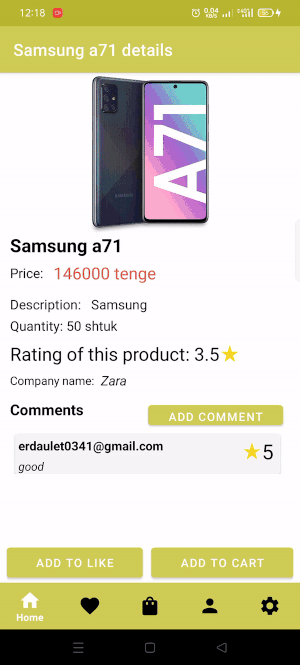 12:18
0.04
KB/S
Samsung a71 details
A71
SAMSUNG
Samsung a71
Price: 146000 tenge
Description: Samsung
Quantity: 50 shtuk
Rating of this product: 3.5
Company name: Zara
Comments
ADD COMMENT
erdaulet0341@gmail.com
5
good
ADD TO LIKE
ADD TO CART
Home